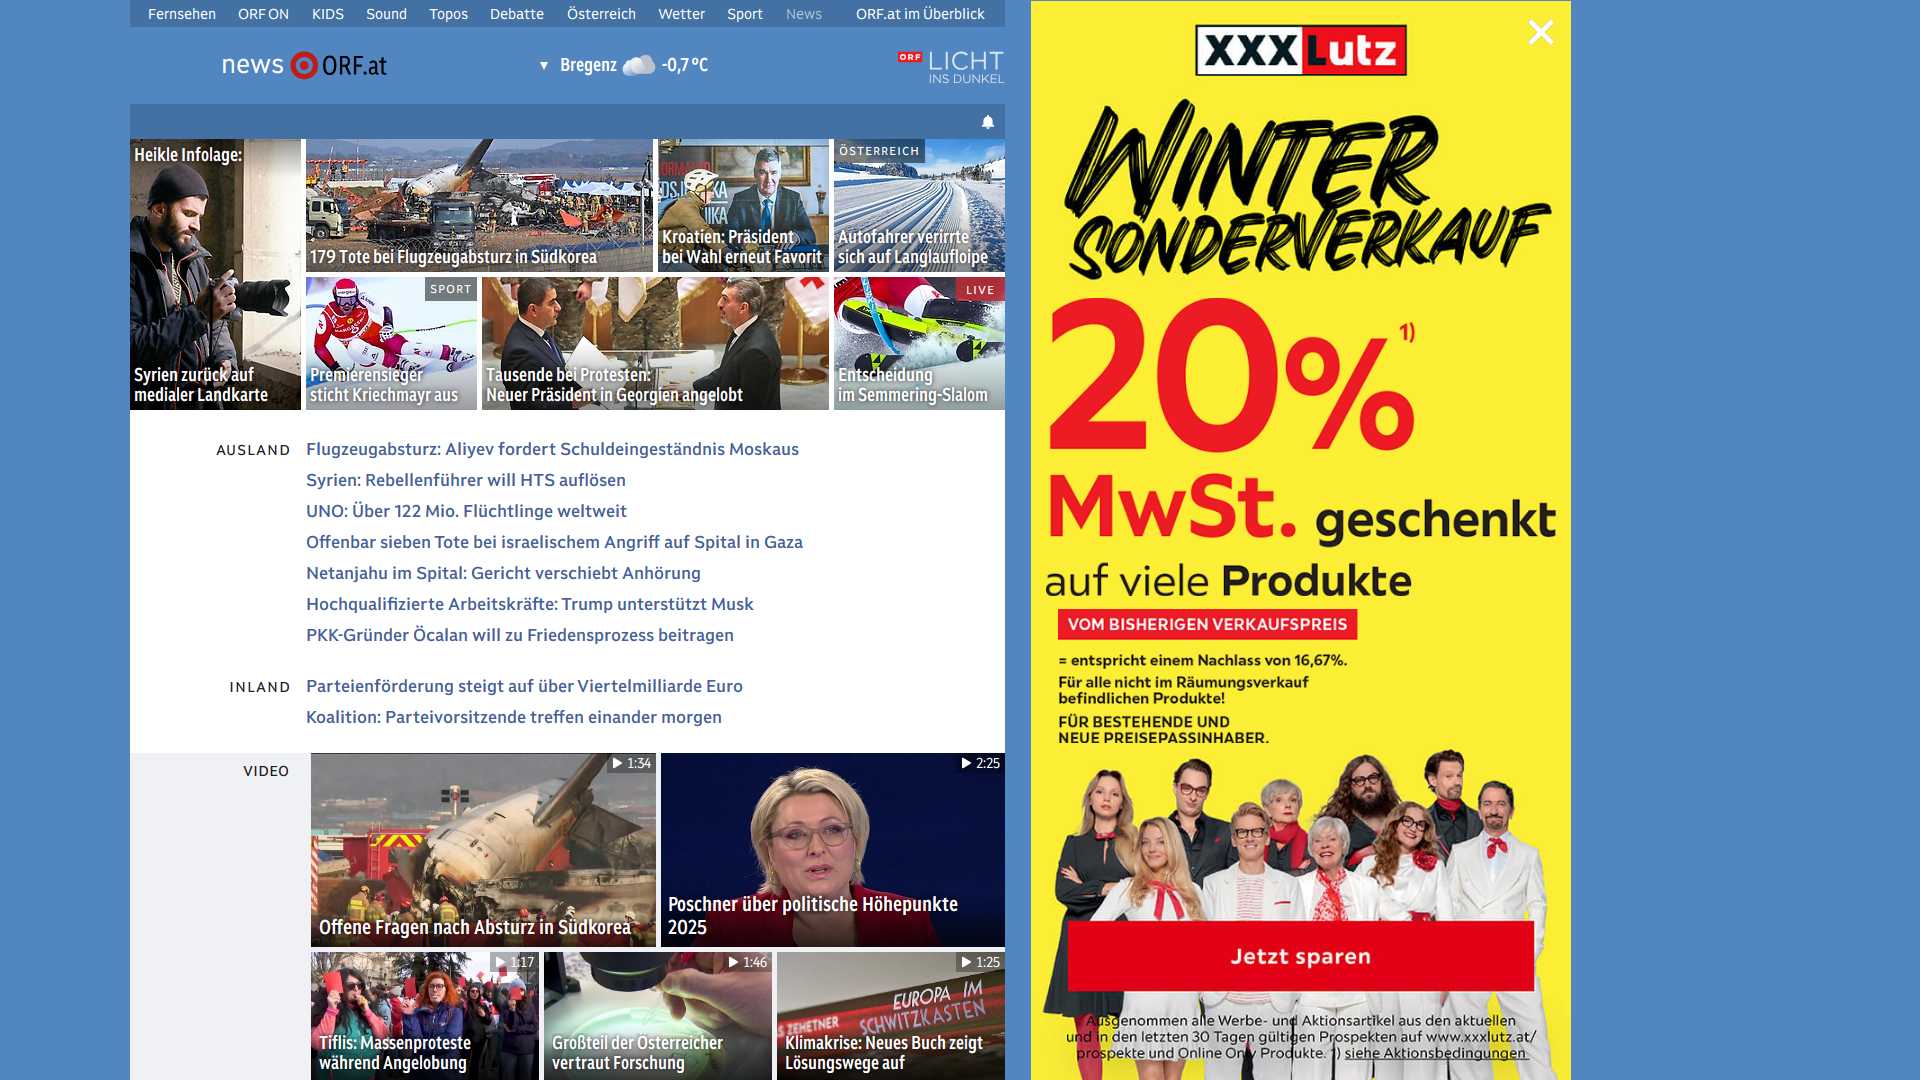 Fernsehen ORF ON KIDS Sound Topos Debatte Österreich Wetter Sport News ORF.at im Überblick
news ORF.at
▼ Bregenz -0,7 °C
ORF LICHT
INS DUNKEL
Heikle Infolage:
Syrien zurück auf
medialer Landkarte
179 Tote bei Flugzeugabsturz in Südkorea
Kroatien: Präsident
bei Wahl erneut Favorit
ÖSTERREICH
Autofahrer verirrte
sich auf Langlaufloipe
SPORT
Premierensieger
sticht Kriechmayr aus
Tausende bei Protesten:
Neuer Präsident in Georgien angelobt
LIVE
Entscheidung
im Semmering-Slalom
AUSLAND
Flugzeugabsturz: Aliyev fordert Schuldeingeständnis Moskaus
Syrien: Rebellenführer will HTS auflösen
UNO: Über 122 Mio. Flüchtlinge weltweit
Offenbar sieben Tote bei israelischem Angriff auf Spital in Gaza
Netanjahu im Spital: Gericht verschiebt Anhörung
Hochqualifizierte Arbeitskräfte: Trump unterstützt Musk
PKK-Gründer Öcalan will zu Friedensprozess beitragen
INLAND
Parteienförderung steigt auf über Viertelmilliarde Euro
Koalition: Parteivorsitzende treffen einander morgen
VIDEO
1:34
Offene Fragen nach Absturz in Südkorea
2:25
Poschner über politische Höhepunkte
2025
1:17
Tiflis: Massenproteste
während Angelobung
1:46
Großteil der Österreicher
vertraut Forschung
1:25
EUROPA IM
SCHWITZKASTEN
ZEHETNER
Klimakrise: Neues Buch zeigt
Lösungswege auf
XXXLutz
WINTER
SONDERVERKAUF
20% 1)
MwSt. geschenkt
auf viele Produkte
VOM BISHERIGEN VERKAUFSPREIS
= entspricht einem Nachlass von 16,67%.
Für alle nicht im Räumungsverkauf
befindlichen Produkte!
FÜR BESTEHENDE UND
NEUE PREISEPASSINHABER.
Jetzt sparen
Ausgenommen alle Werbe- und Aktionsartikel aus den aktuellen
und in den letzten 30 Tagen gültigen Prospekten auf www.xxxlutz.at/
prospekte und Online Only Produkte. 1) siehe Aktionsbedingungen